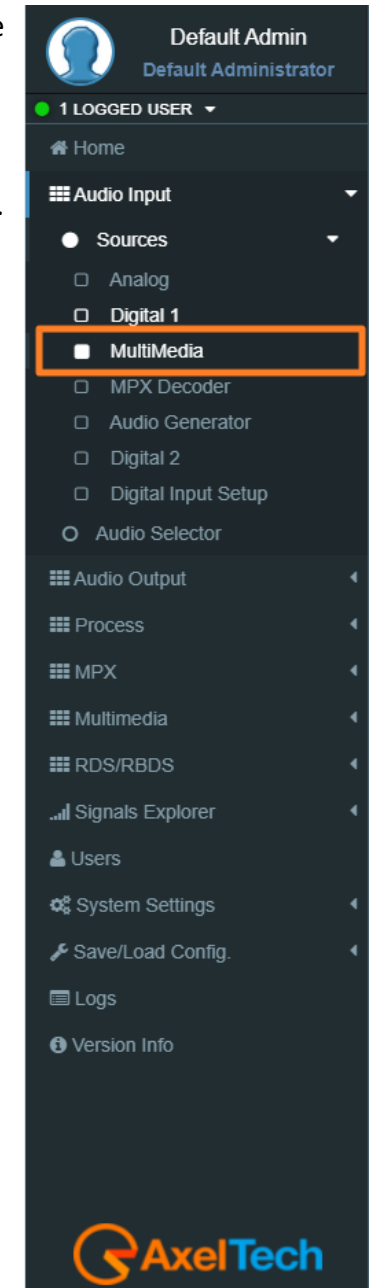 e
Default Admin
Default Administrator
1 LOGGED USER
Home
.
Audio Input
Sources
Analog
Digital 1
MultiMedia
MPX Decoder
Audio Generator
Digital 2
Digital Input Setup
Audio Selector
Audio Output
Process
MPX
Multimedia
RDS/RBDS
Signals Explorer
Users
System Settings
Save/Load Config.
Logs
Version Info
AxelTech